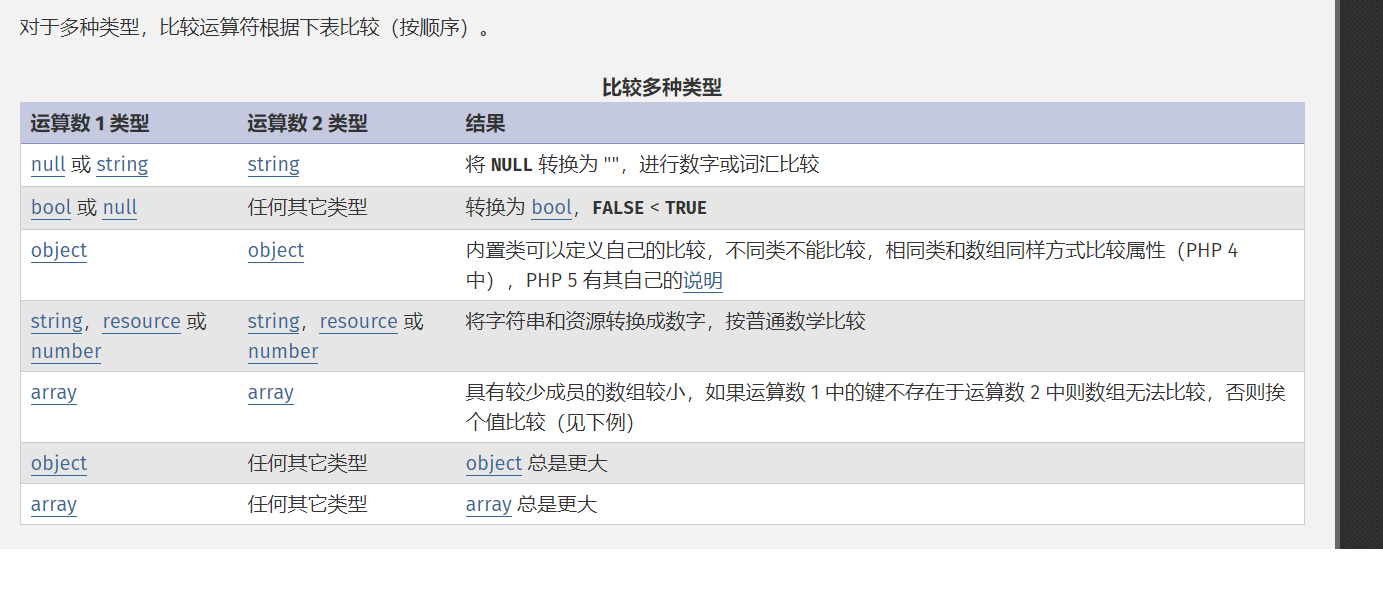 对于多种类型，比较运算符根据下表比较（按顺序）。
比较多种类型
运算数 1 类型 运算数 2 类型 结果
null 或 string string 将 NULL 转换为 ""，进行数字或词汇比较
bool 或 null 任何其它类型 转换为 bool，FALSE < TRUE
object object 内置类可以定义自己的比较，不同类不能比较，相同类和数组同样方式比较属性（PHP 4
中），PHP 5 有其自己的说明
string，resource 或 string，resource 或 将字符串和资源转换成数字，按普通数学比较
number number
array array 具有较少成员的数组较小，如果运算数 1 中的键不存在于运算数 2 中则数组无法比较，否则挨
个值比较（见下例）
object 任何其它类型 object 总是更大
array 任何其它类型 array 总是更大